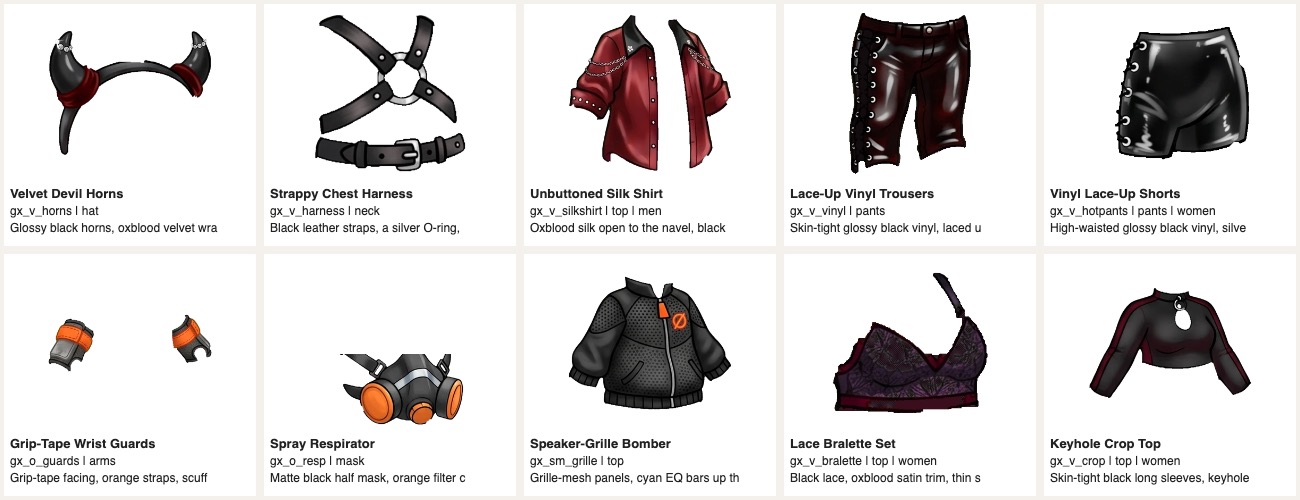 Velvet Devil Horns
gx_v_horns | hat
Glossy black horns, oxblood velvet wra
Strappy Chest Harness
gx_v_harness | neck
Black leather straps, a silver O-ring,
Unbuttoned Silk Shirt
gx_v_silkshirt | top | men
Oxblood silk open to the navel, black
Lace-Up Vinyl Trousers
gx_v_vinyl | pants
Skin-tight glossy black vinyl, laced u
Vinyl Lace-Up Shorts
gx_v_hotpants | pants | women
High-waisted glossy black vinyl, silve
Grip-Tape Wrist Guards
gx_o_guards | arms
Grip-tape facing, orange straps, scuff
Spray Respirator
gx_o_resp | mask
Matte black half mask, orange filter c
Speaker-Grille Bomber
gx_sm_grille | top
Grille-mesh panels, cyan EQ bars up th
Lace Bralette Set
gx_v_bralette | top | women
Black lace, oxblood satin trim, thin s
Keyhole Crop Top
gx_v_crop | top | women
Skin-tight black long sleeves, keyhole